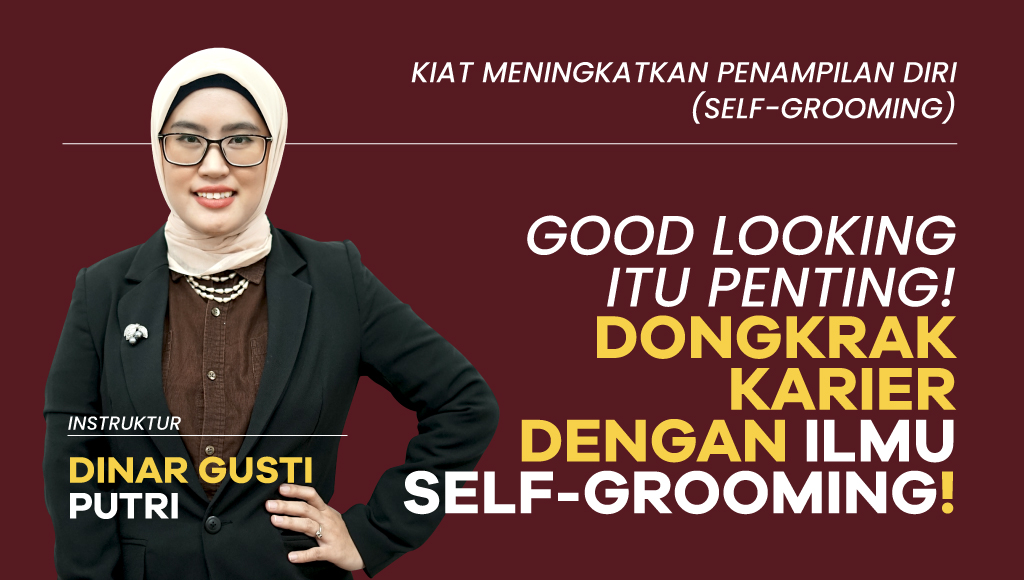 KIAT MENINGKATKAN PENAMPILAN DIRI
(SELF-GROOMING)
GOOD LOOKING
ITU PENTING!
DONGKRAK
KARIER
DENGAN ILMU
SELF-GROOMING!
INSTRUKTUR
DINAR GUSTI
PUTRI